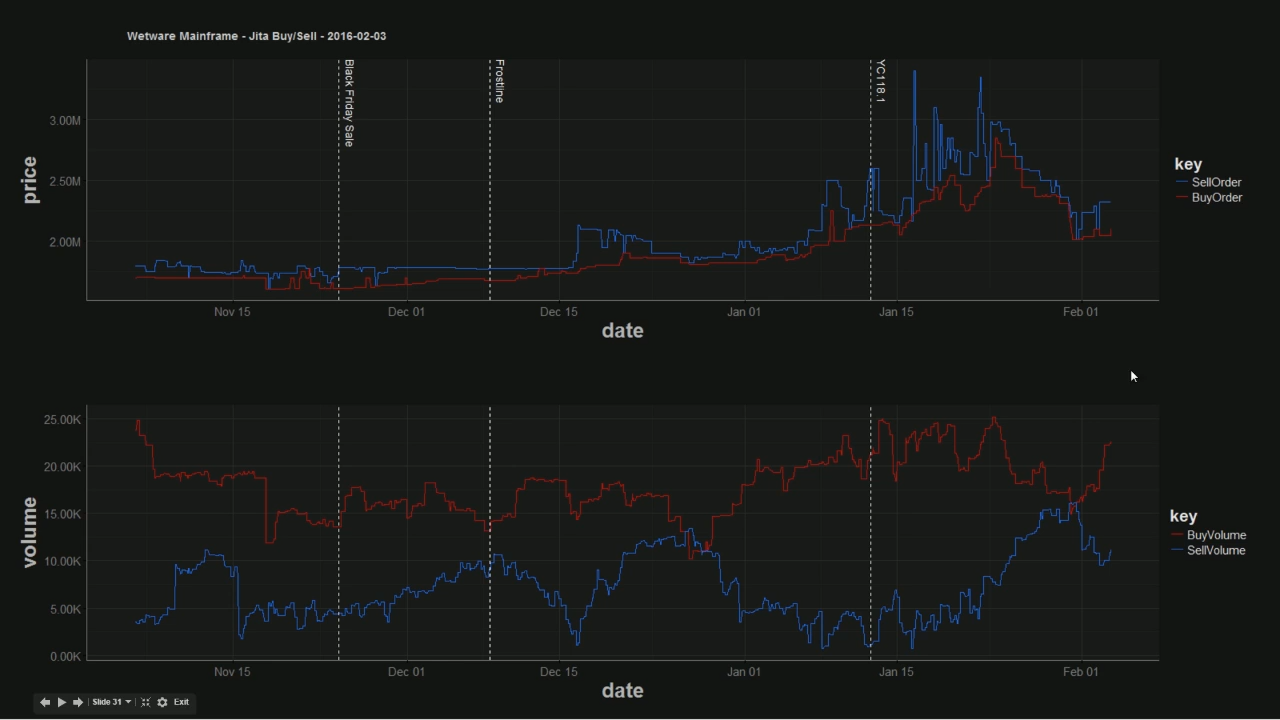 Wetware Mainframe - Jita Buy/Sell - 2016-02-03
Black Friday Sale
Frostline
YC118.1
price
3.00M
2.50M
2.00M
Nov 15
Dec 01
Dec 15
Jan 01
Jan 15
Feb 01
date
key
SellOrder
BuyOrder
volume
25.00K
20.00K
15.00K
10.00K
5.00K
0.00K
Nov 15
Dec 01
Dec 15
Jan 01
Jan 15
Feb 01
date
key
BuyVolume
SellVolume
Slide 31
Exit